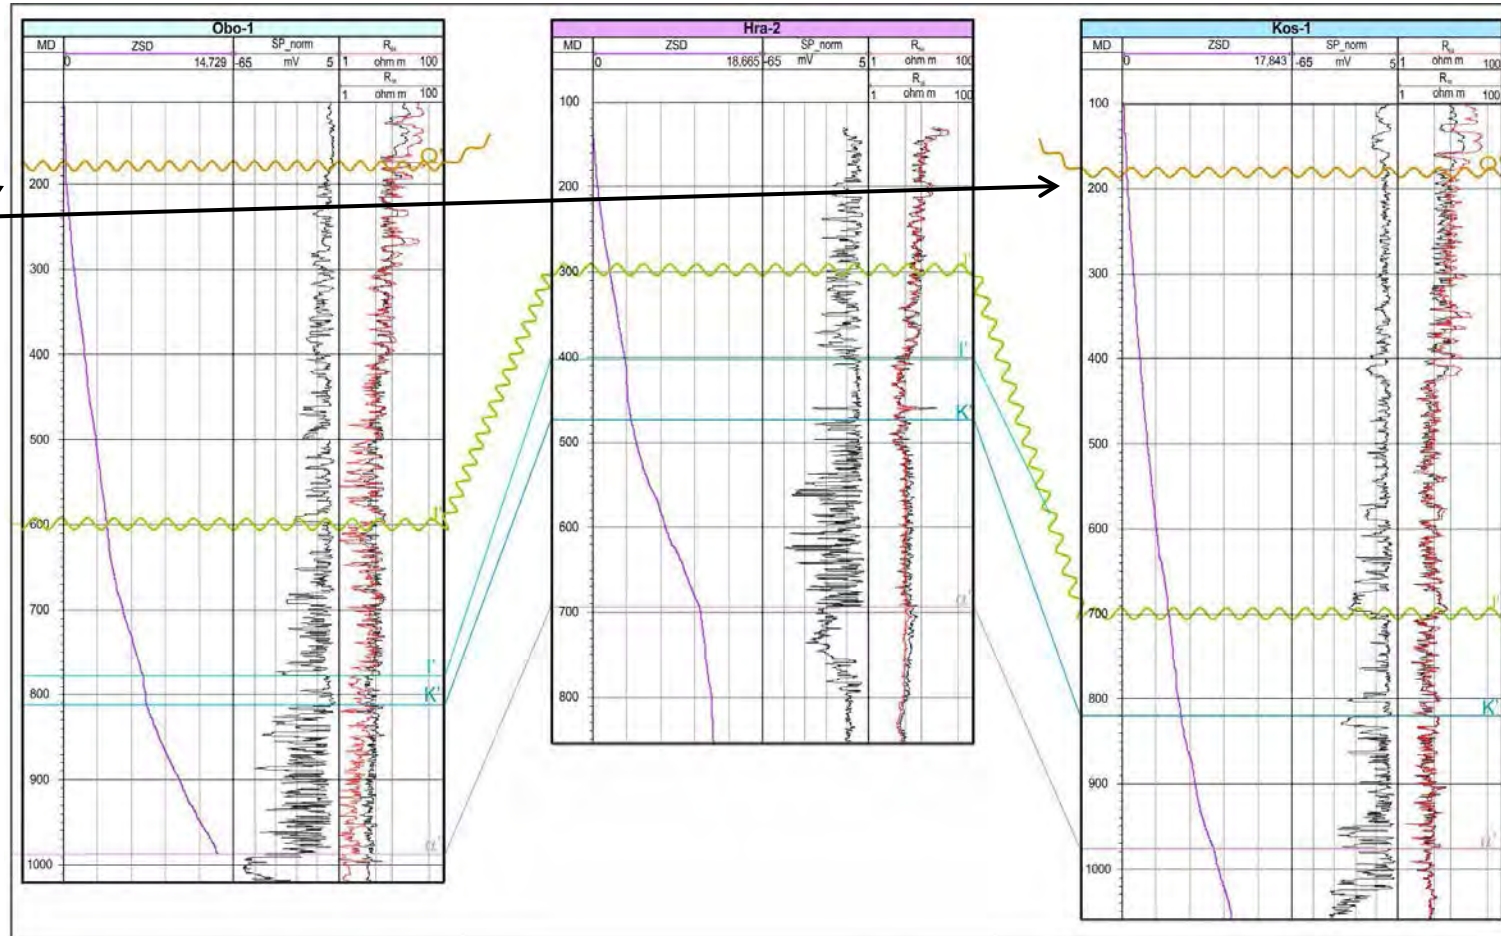 Obo-1
MD ZSD SP_norm
0 14,729 -65 mV 5 1 ohm m 100
1 ohm m 100
200
300
400
500
600
700
800
900
1000
Q'
I'
K'
α'
Hra-2
MD ZSD SP_norm
0 18,665 -65 mV 5 1 ohm m 100
1 ohm m 100
100
200
300
400
500
600
700
800
I'
K'
α'
Kos-1
MD ZSD SP_norm
0 17,843 -65 mV 5 1 ohm m 100
1 ohm m 100
100
200
300
400
500
600
700
800
900
1000
K'
α'